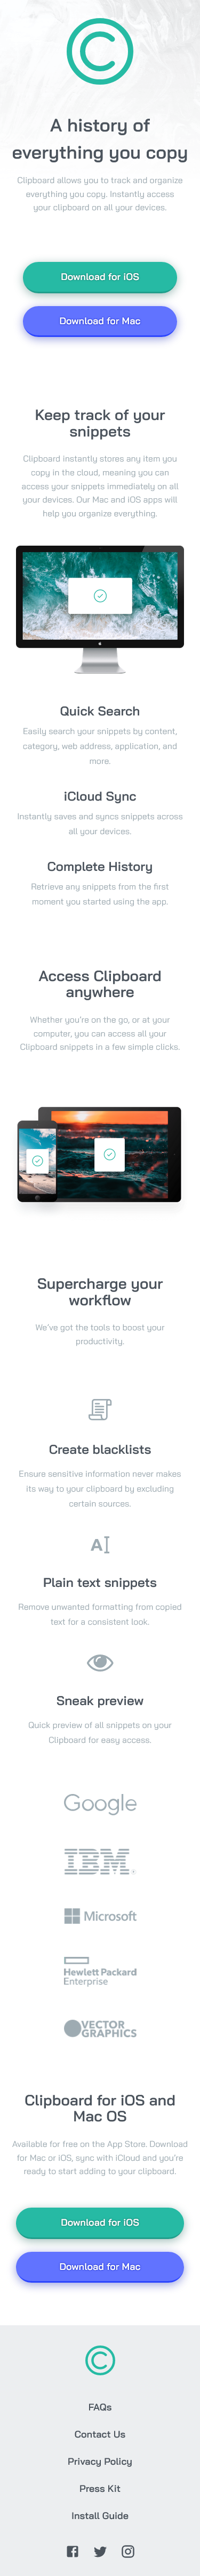 A history of
everything you copy
Clipboard allows you to track and organize
everything you copy. Instantly access
your clipboard on all your devices.
Download for iOS
Download for Mac
Keep track of your
snippets
Clipboard instantly stores any item you
copy in the cloud, meaning you can
access your snippets immediately on all
your devices. Our Mac and iOS apps will
help you organize everything.
Quick Search
Easily search your snippets by content,
category, web address, application, and
more.
iCloud Sync
Instantly saves and syncs snippets across
all your devices.
Complete History
Retrieve any snippets from the first
moment you started using the app.
Access Clipboard
anywhere
Whether you're on the go, or at your
computer, you can access all your
Clipboard snippets in a few simple clicks.
Supercharge your
workflow
We've got the tools to boost your
productivity.
Create blacklists
Ensure sensitive information never makes
its way to your clipboard by excluding
certain sources.
A
Plain text snippets
Remove unwanted formatting from copied
text for a consistent look.
Sneak preview
Quick preview of all snippets on your
Clipboard for easy access.
Google
IBM
Microsoft
Hewlett Packard
Enterprise
VECTOR
GRAPHICS
Clipboard for iOS and
Mac OS
Available for free on the App Store. Download
for Mac or iOS, sync with iCloud and you're
ready to start adding to your clipboard.
Download for iOS
Download for Mac
FAQs
Contact Us
Privacy Policy
Press Kit
Install Guide